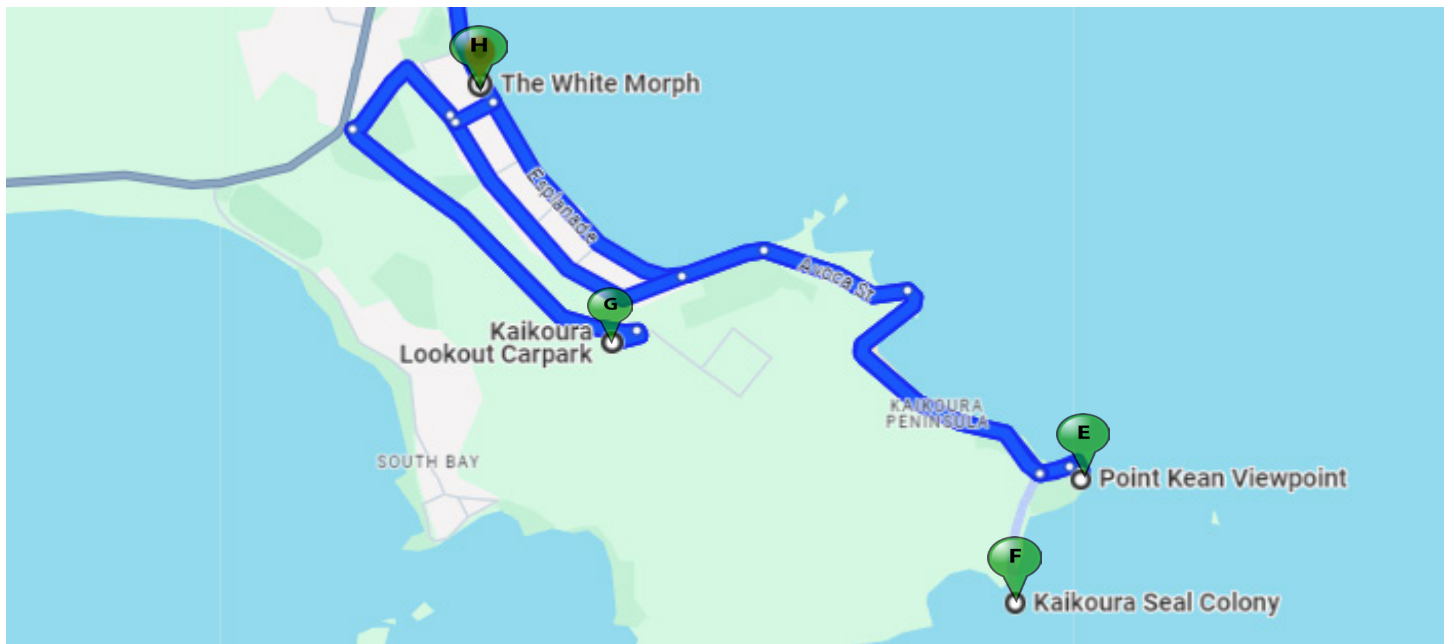 H
The White Morph
Esplanade
Avoca St
G
Kaikoura
Lookout Carpark
KAIKOURA
PENINSULA
E
SOUTH BAY
Point Kean Viewpoint
F
Kaikoura Seal Colony